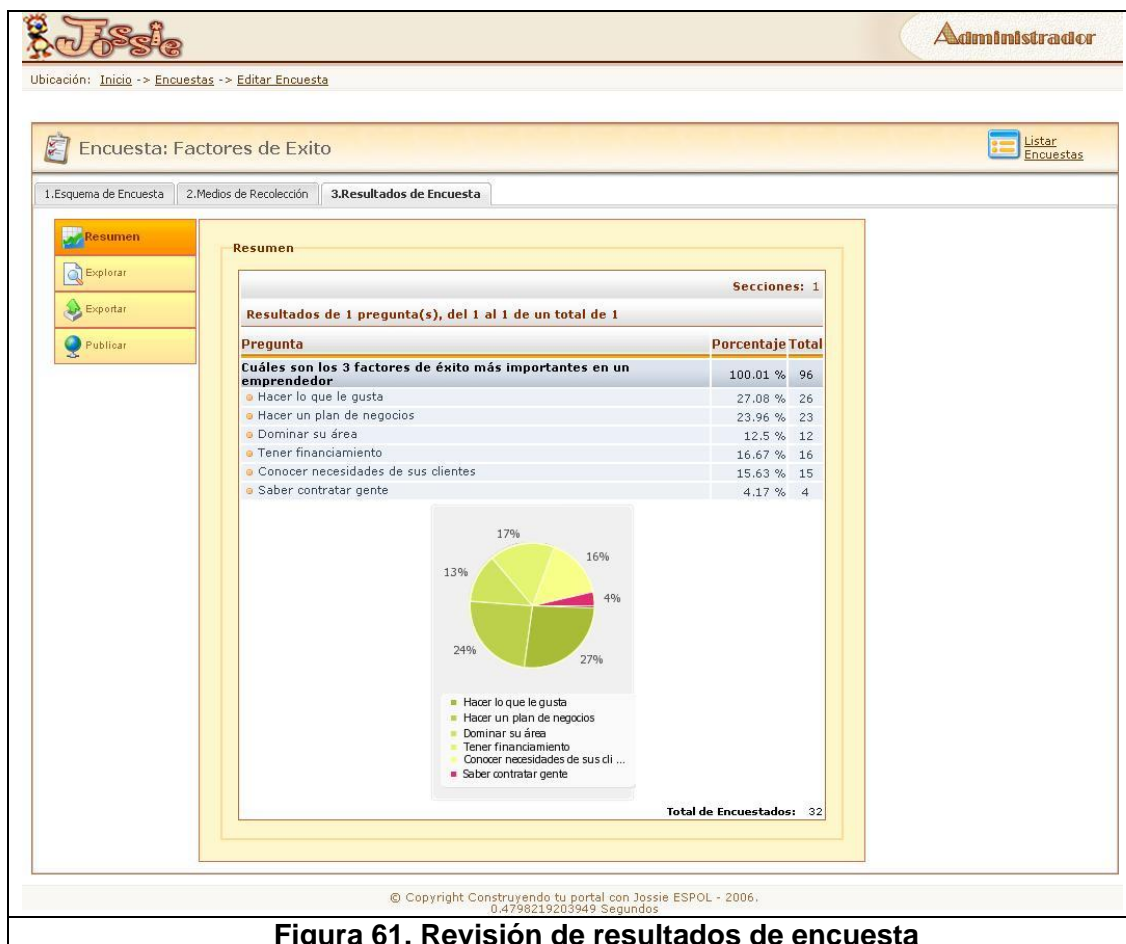 Jossie
Administrador
Ubicación: Inicio -> Encuestas -> Editar Encuesta
Encuesta: Factores de Exito
Listar
Encuestas
1.Esquema de Encuesta 2.Medios de Recolección 3.Resultados de Encuesta
Resumen
Explorar
Exportar
Publicar
Resumen
Secciones: 1
Resultados de 1 pregunta(s), del 1 al 1 de un total de 1
Pregunta Porcentaje Total
Cuáles son los 3 factores de éxito más importantes en un
emprendedor 100.01 % 96
Hacer lo que le gusta 27.08 % 26
Hacer un plan de negocios 23.96 % 23
Dominar su área 12.5 % 12
Tener financiamiento 16.67 % 16
Conocer necesidades de sus clientes 15.63 % 15
Saber contratar gente 4.17 % 4
17%
16%
13%
4%
24%
27%
Hacer lo que le gusta
Hacer un plan de negocios
Dominar su área
Tener financiamiento
Conocer necesidades de sus cli ...
Saber contratar gente
Total de Encuestados: 32
© Copyright Construyendo tu portal con Jossie ESPOL - 2006.
0.4798219203949 Segundos
Figura 61. Revisión de resultados de encuesta